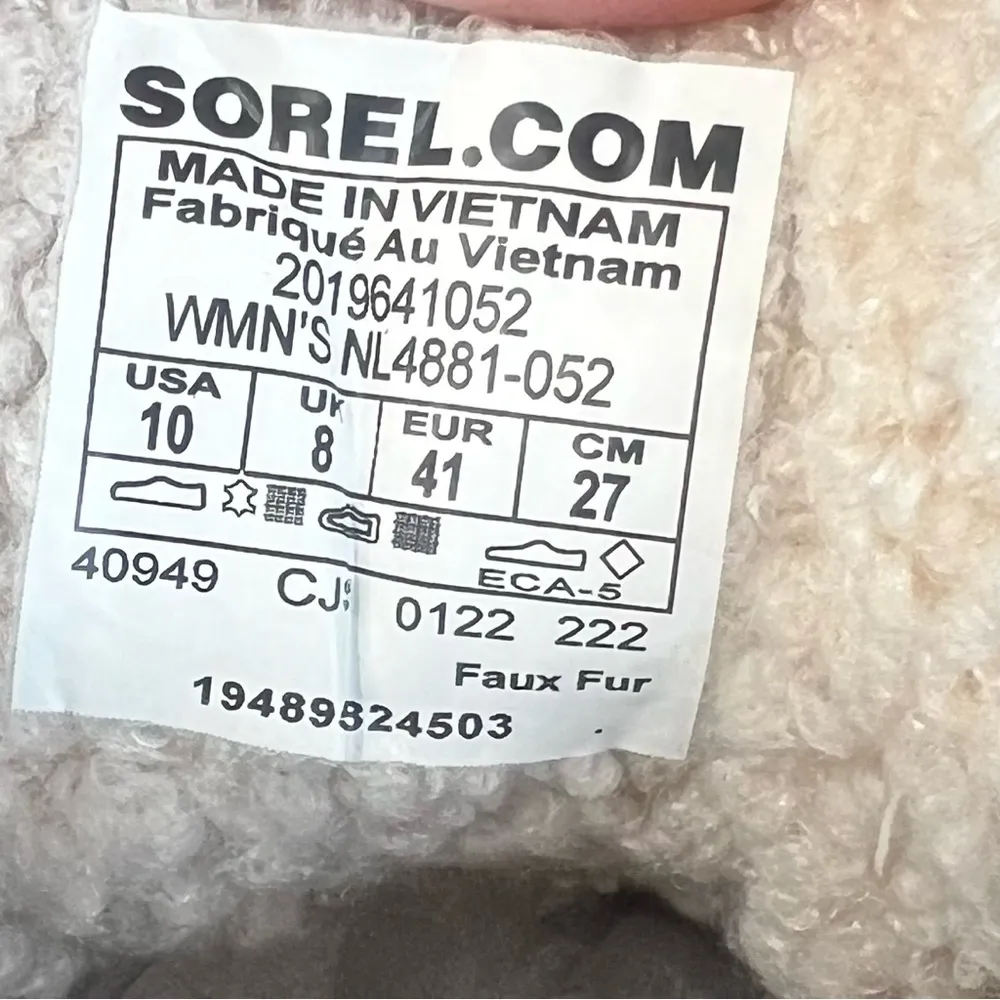 SOREL.COM
MADE IN VIETNAM
Fabriqué Au Vietnam
2019641052
WMN'S NL4881-052
USA UK EUR CM
10 8 41 27
ECA-5
40949 0122 222
Faux Fur